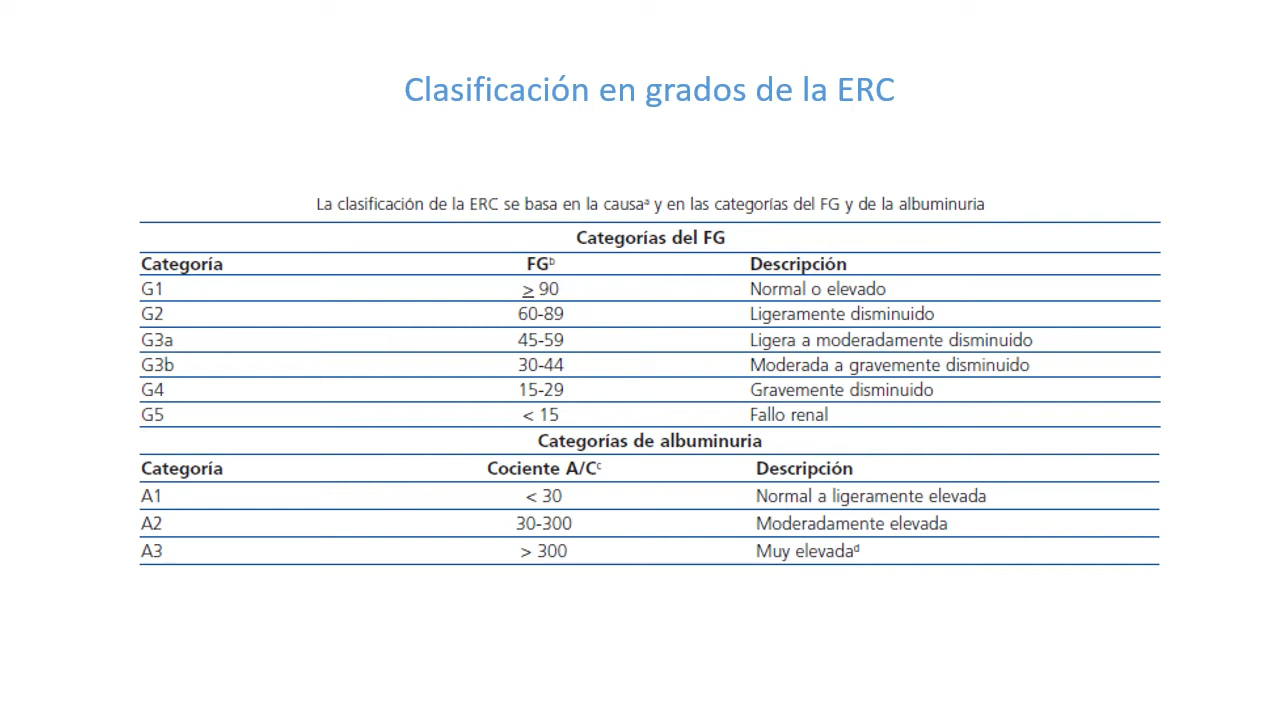 Clasificación en grados de la ERC
La clasificación de la ERC se basa en la causaᵃ y en las categorías del FG y de la albuminuria
Categorías del FG
Categoría FGᵇ Descripción
G1 ≥ 90 Normal o elevado
G2 60-89 Ligeramente disminuido
G3a 45-59 Ligera a moderadamente disminuido
G3b 30-44 Moderada a gravemente disminuido
G4 15-29 Gravemente disminuido
G5 < 15 Fallo renal
Categorías de albuminuria
Categoría Cociente A/Cᶜ Descripción
A1 < 30 Normal a ligeramente elevada
A2 30-300 Moderadamente elevada
A3 > 300 Muy elevadaᵈ